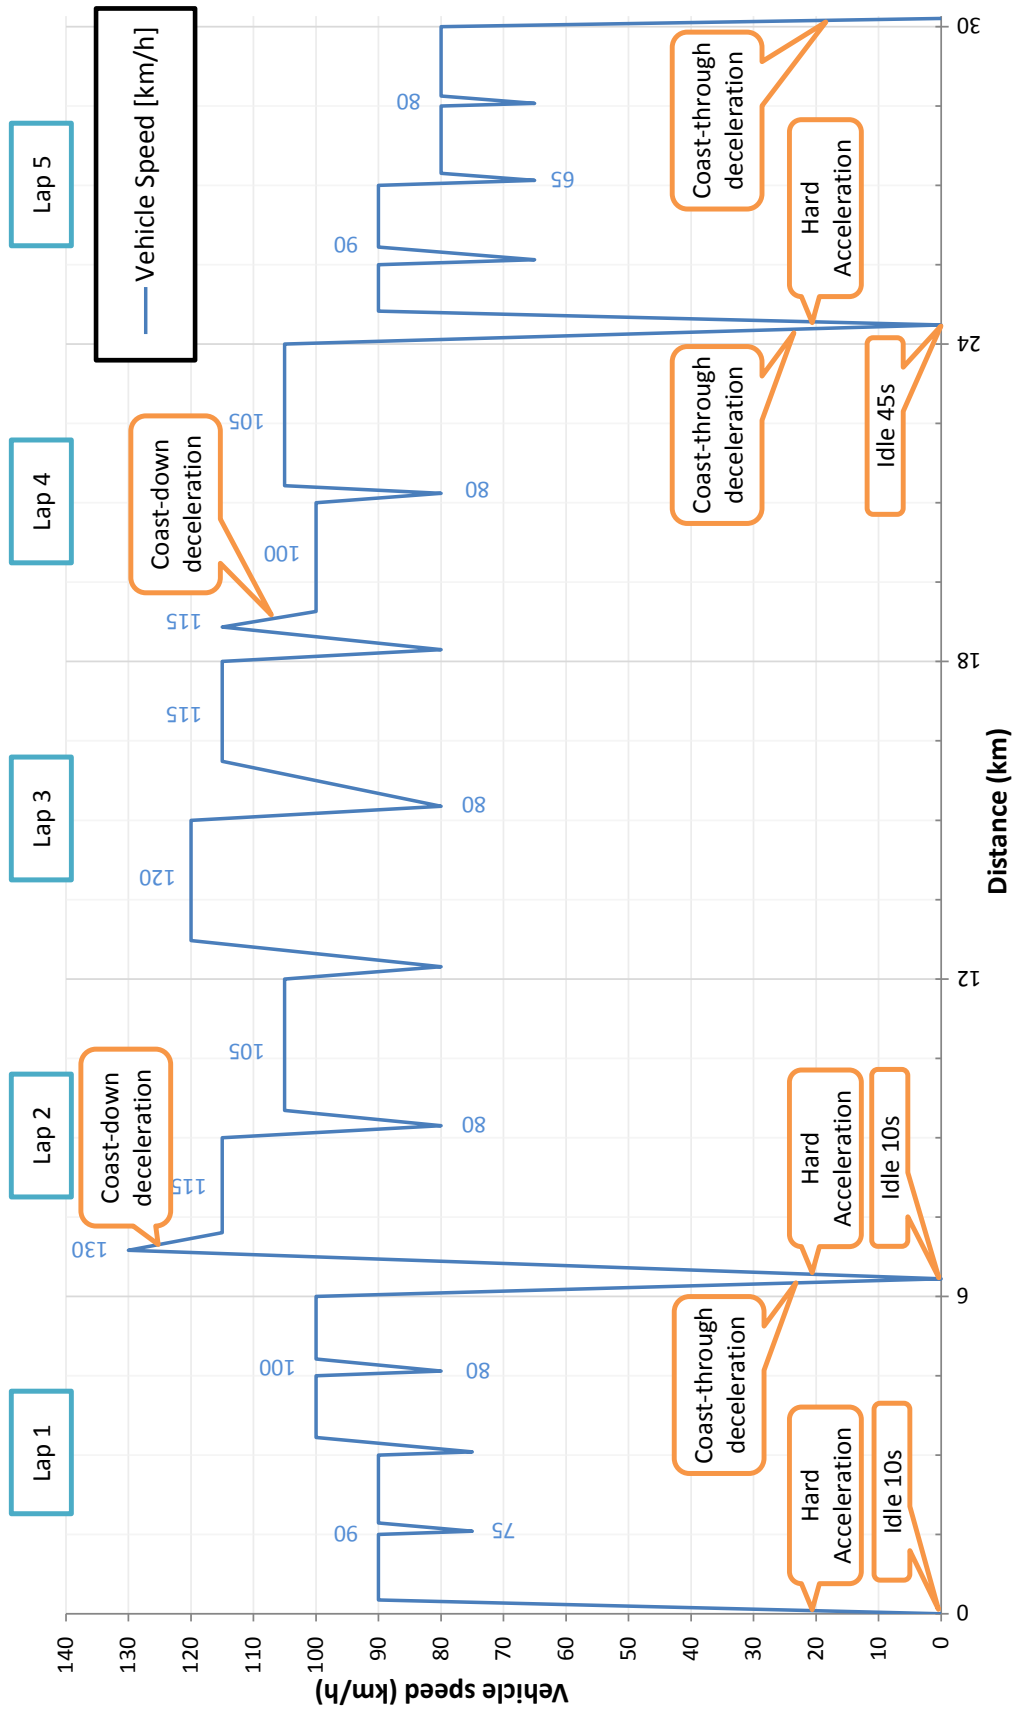 Lap 1
Lap 2
Lap 3
Lap 4
Lap 5
Vehicle Speed [km/h]
Vehicle speed (km/h)
140
130
120
110
100
90
80
70
60
50
40
30
20
10
0
90
75
100
80
130
115
80
105
120
80
115
115
100
80
105
90
65
80
Coast-down
deceleration
Coast-down
deceleration
Coast-through
deceleration
Coast-through
deceleration
Coast-through
deceleration
Hard
Acceleration
Hard
Acceleration
Hard
Acceleration
Idle 10s
Idle 10s
Idle 45s
0
6
12
18
24
30
Distance (km)